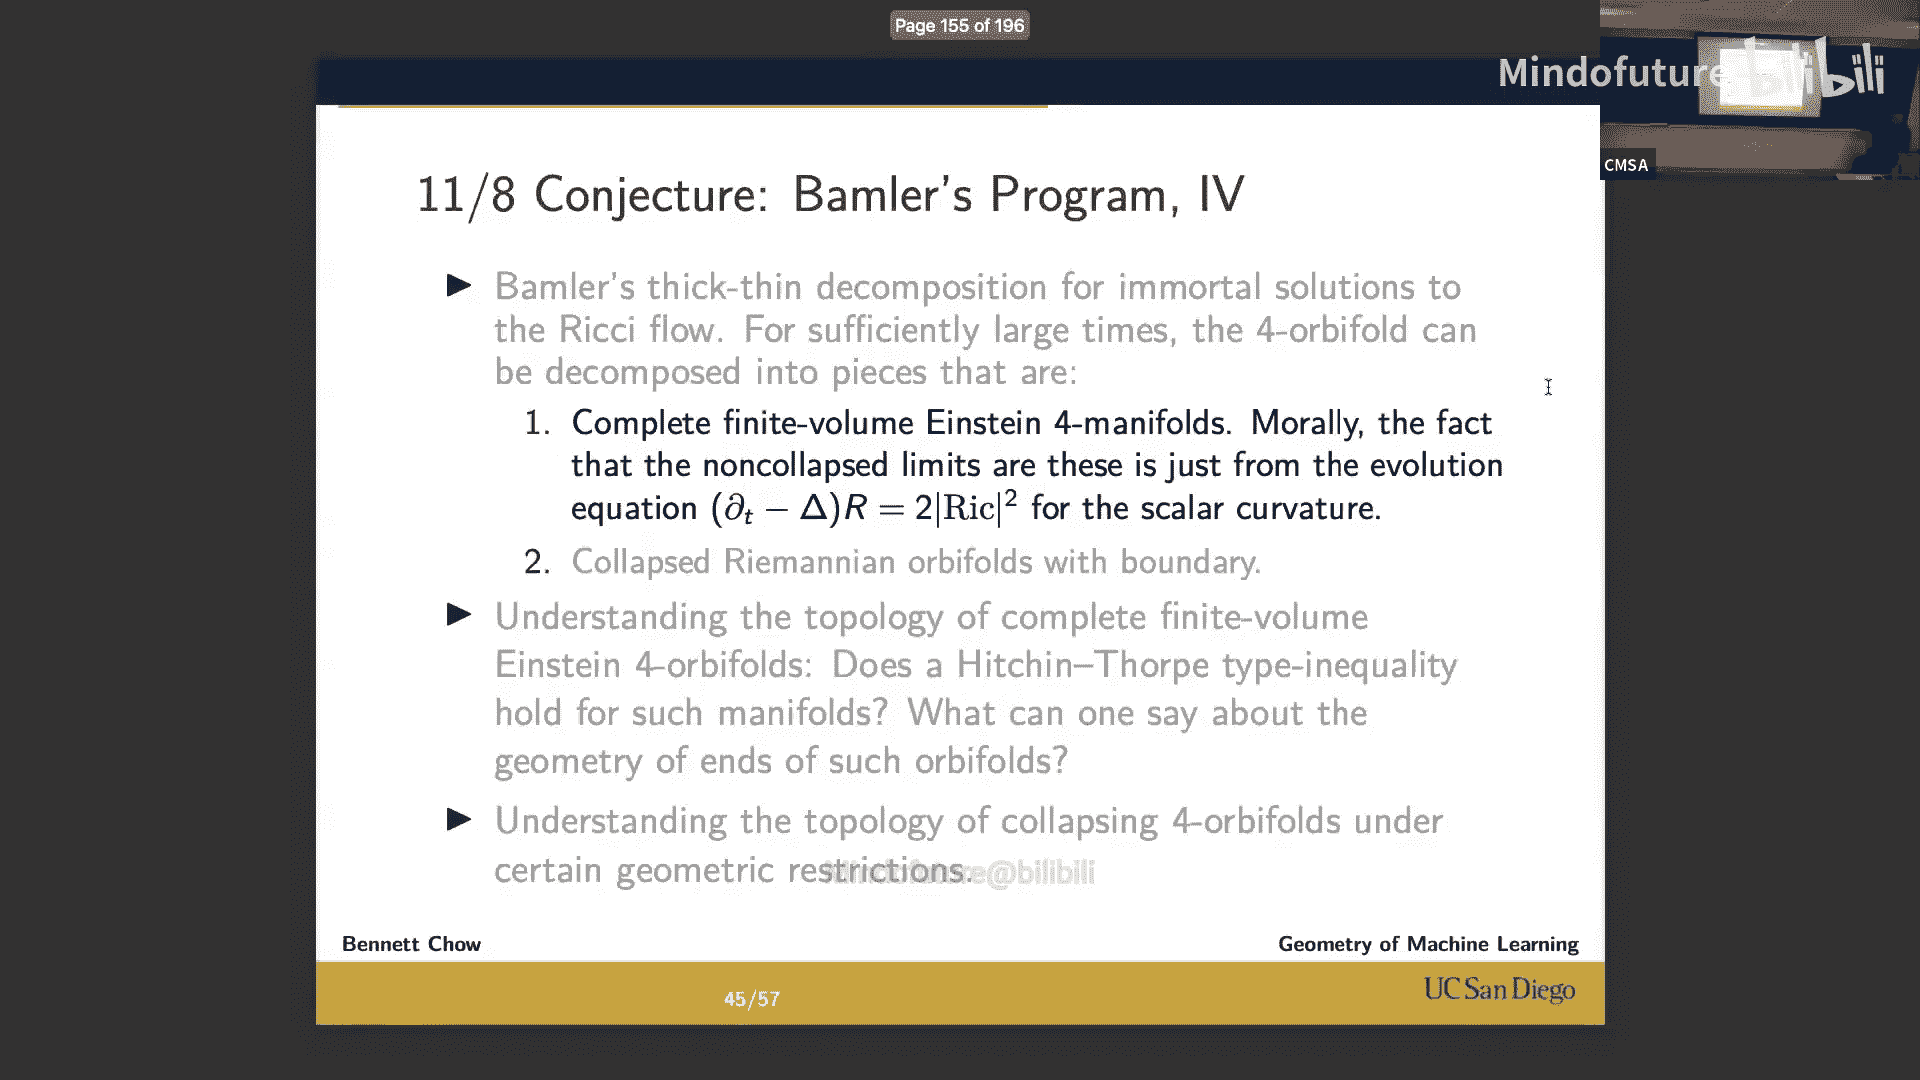 Page 155 of 196
Mindofuture
bilibili
CMSA
11/8 Conjecture: Bamler's Program, IV
▶ Bamler's thick-thin decomposition for immortal solutions to
the Ricci flow. For sufficiently large times, the 4-orbifold can
be decomposed into pieces that are:
1. Complete finite-volume Einstein 4-manifolds. Morally, the fact
that the noncollapsed limits are these is just from the evolution
equation (∂ₜ − Δ)R = 2|Ric|² for the scalar curvature.
2. Collapsed Riemannian orbifolds with boundary.
▶ Understanding the topology of complete finite-volume
Einstein 4-orbifolds: Does a Hitchin–Thorpe type-inequality
hold for such manifolds? What can one say about the
geometry of ends of such orbifolds?
▶ Understanding the topology of collapsing 4-orbifolds under
certain geometric restrictions.
Mindofuture@bilibili
Bennett Chow
Geometry of Machine Learning
45/57
UC San Diego